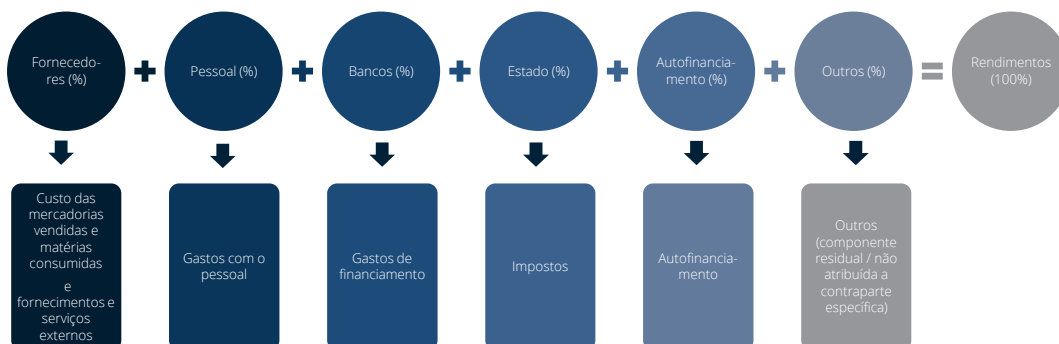 Fornecedo-
res (%)
+
Pessoal (%)
+
Bancos (%)
+
Estado (%)
+
Autofinancia-
mento (%)
+
Outros (%)
=
Rendimentos
(100%)
Custo das
mercadorias
vendidas e
matérias
consumidas
e
fornecimentos e
serviços
externos
Gastos com o
pessoal
Gastos de
financiamento
Impostos
Autofinancia-
mento
Outros
(componente
residual / não
atribuída a
contraparte
específica)